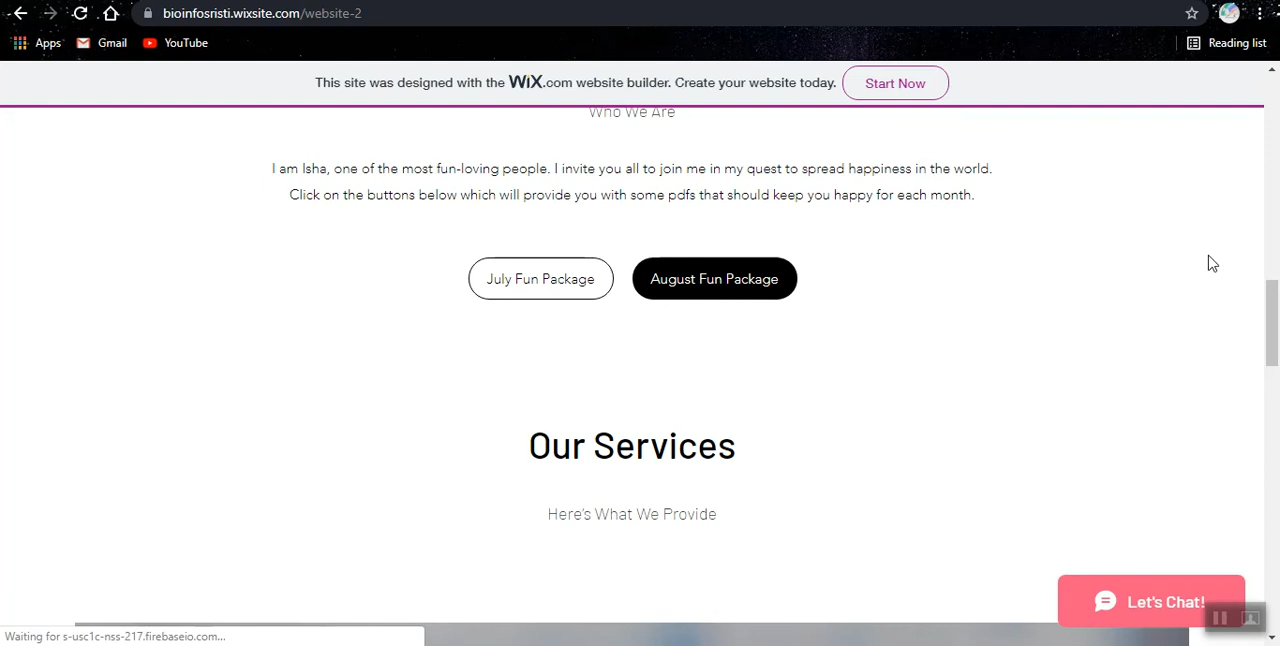 bioinfosristi.wixsite.com/website-2
Apps Gmail YouTube Reading list
This site was designed with the WiX.com website builder. Create your website today. Start Now
Who We Are
I am Isha, one of the most fun-loving people. I invite you all to join me in my quest to spread happiness in the world.
Click on the buttons below which will provide you with some pdfs that should keep you happy for each month.
July Fun Package August Fun Package
Our Services
Here's What We Provide
Let's Chat!
Waiting for s-usc1c-nss-217.firebaseio.com...